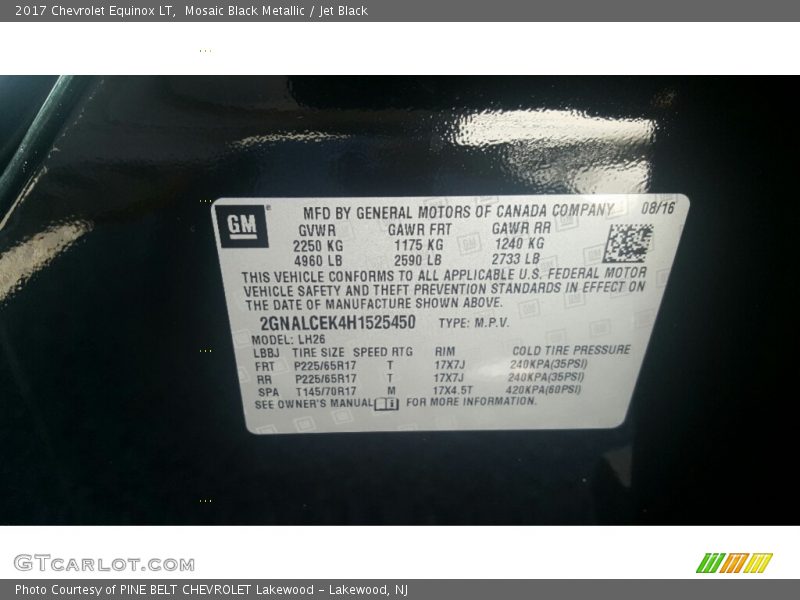 2017 Chevrolet Equinox LT,  Mosaic Black Metallic / Jet Black
GM®
MFD BY GENERAL MOTORS OF CANADA COMPANY 08/16
GVWR GAWR FRT GAWR RR
2250 KG 1175 KG 1240 KG
4960 LB 2590 LB 2733 LB
THIS VEHICLE CONFORMS TO ALL APPLICABLE U.S. FEDERAL MOTOR
VEHICLE SAFETY AND THEFT PREVENTION STANDARDS IN EFFECT ON
THE DATE OF MANUFACTURE SHOWN ABOVE.
2GNALCEK4H1525450 TYPE: M.P.V.
MODEL: LH26
LBBJ TIRE SIZE SPEED RTG RIM COLD TIRE PRESSURE
FRT P225/65R17 T 17X7J 240KPA(35PSI)
RR P225/65R17 T 17X7J 240KPA(35PSI)
SPA T145/70R17 M 17X4.5T 420KPA(60PSI)
SEE OWNER'S MANUAL FOR MORE INFORMATION.
GTCARLOT.COM
Photo Courtesy of PINE BELT CHEVROLET Lakewood - Lakewood, NJ